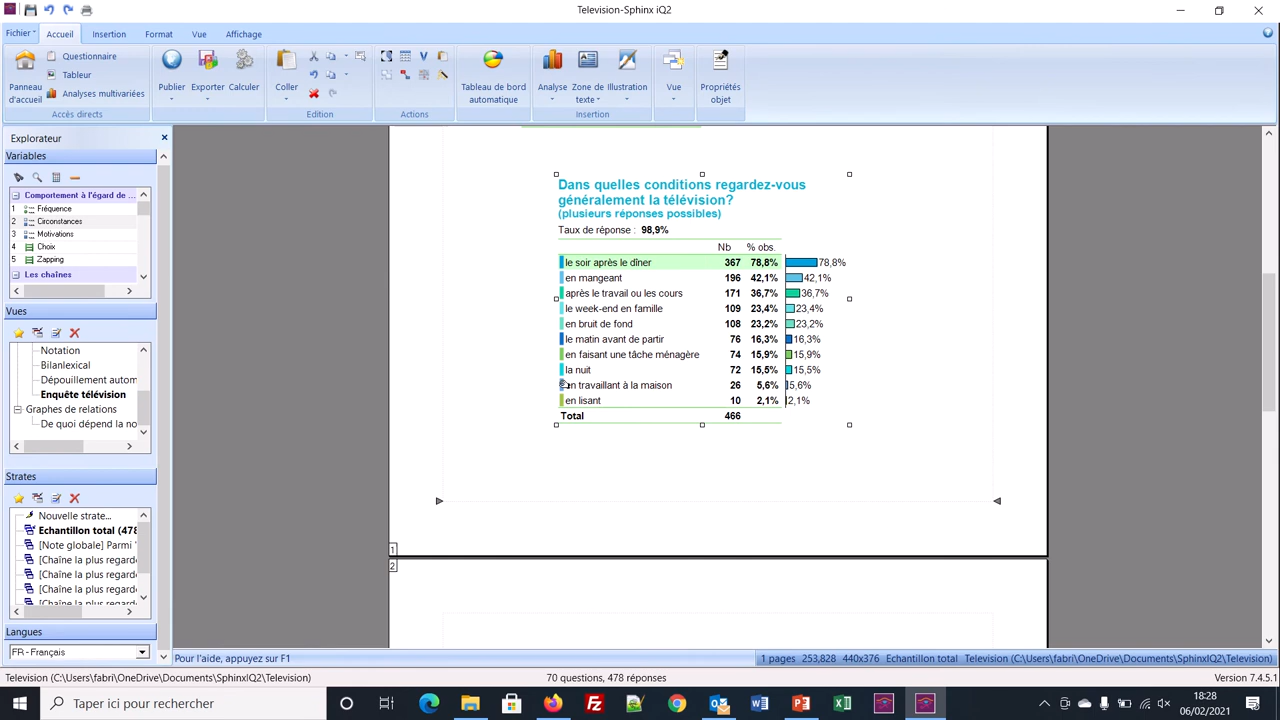 Television-Sphinx iQ2
Fichier Accueil Insertion Format Vue Affichage
Panneau d'accueil
Questionnaire
Tableur
Analyses multivariées
Accès directs
Publier Exporter Calculer
Coller
Edition
Actions
Tableau de bord automatique
Analyse Zone de texte Illustration
Insertion
Vue
Propriétés objet
Explorateur
Variables
Comportement à l'égard de ...
1 Fréquence
2 Circonstances
3 Motivations
4 Choix
5 Zapping
Les chaînes
Vues
Notation
Bilanlexical
Dépouillement autom
Enquête télévision
Graphes de relations
De quoi dépend la no
Strates
Nouvelle strate...
Echantillon total (478
[Note globale] Parmi "
[Chaîne la plus regarde
[Chaîne la plus regarde
[Chaîne la plus regarde
[Chaîne la plus regarde
Langues
FR - Français
Dans quelles conditions regardez-vous
généralement la télévision?
(plusieurs réponses possibles)
Taux de réponse : 98,9%
Nb % obs.
le soir après le dîner 367 78,8% 78,8%
en mangeant 196 42,1% 42,1%
après le travail ou les cours 171 36,7% 36,7%
le week-end en famille 109 23,4% 23,4%
en bruit de fond 108 23,2% 23,2%
le matin avant de partir 76 16,3% 16,3%
en faisant une tâche ménagère 74 15,9% 15,9%
la nuit 72 15,5% 15,5%
en travaillant à la maison 26 5,6% 5,6%
en lisant 10 2,1% 2,1%
Total 466
1
2
Pour l'aide, appuyez sur F1
1 pages 253,828 440x376 Echantillon total Television (C:\Users\fabri\OneDrive\Documents\SphinxIQ2\Television)
Television (C:\Users\fabri\OneDrive\Documents\SphinxIQ2\Television)
70 questions, 478 réponses
Version 7.4.5.1
Taper ici pour rechercher
18:28
06/02/2021